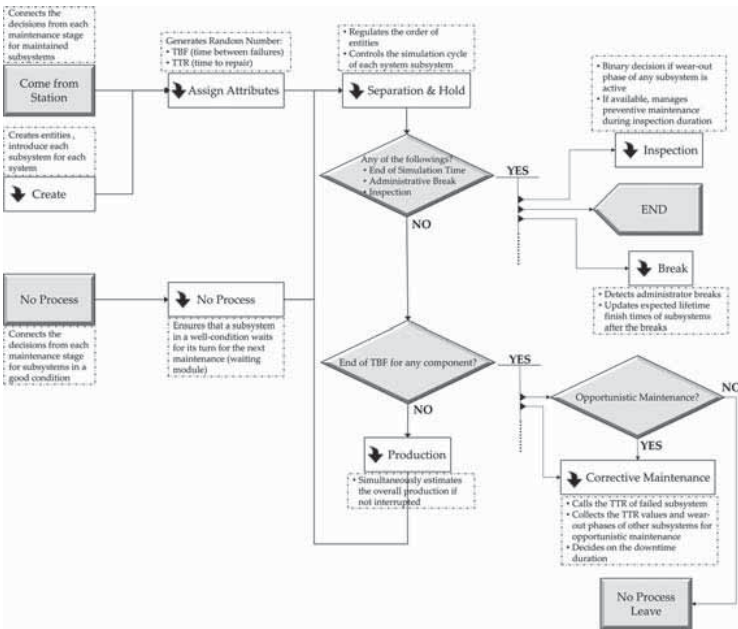 Connects the
decisions from each
maintenance stage
for maintained
subsystems
Come from
Station
Generates Random Number:
• TBF (time between failures)
• TTR (time to repair)
Assign Attributes
• Regulates the order of
entities
• Controls the simulation cycle
of each system subsystem
Separation & Hold
• Binary decision if wear-out
phase of any subsystem is
active
• If available, manages
preventive maintenance
during inspection duration
Inspection
Creates entities ,
introduce each
subsystem for each
system
Create
Any of the followings?
• End of Simulation Time
• Administrative Break
• Inspection
YES
NO
END
Break
• Detects administrator breaks
• Updates expected lifetime
finish times of subsystems
after the breaks
No Process
Connects the
decisions from each
maintenance stage
for subsystems in a
good condition
No Process
Ensures that a subsystem
in a well-condition waits
for its turn for the next
maintenance (waiting
module)
End of TBF for any component?
YES
NO
Opportunistic Maintenance?
NO
YES
Production
• Simultaneously estimates
the overall production if
not interrupted
Corrective Maintenance
• Calls the TTR of failed subsystem
• Collects the TTR values and wear-
out phases of other subsystems for
opportunistic maintenance
• Decides on the downtime
duration
No Process
Leave